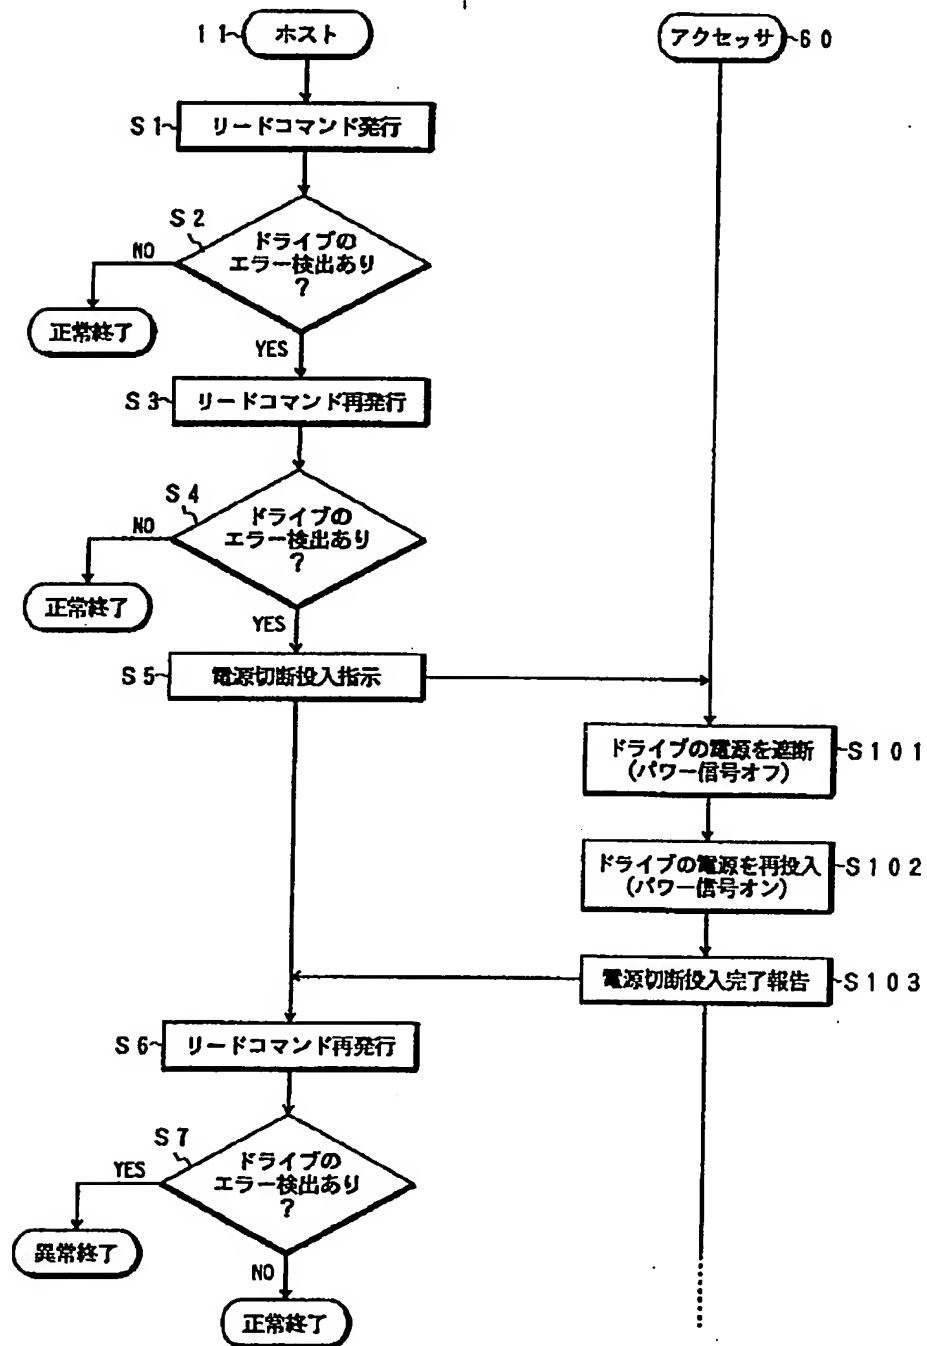 11 ホスト
アクセッサ 60
S1 リードコマンド発行
S2
ドライブの
エラー検出あり
?
NO
正常終了
YES
S3 リードコマンド再発行
S4
ドライブの
エラー検出あり
?
NO
正常終了
YES
S5 電源切断投入指示
ドライブの電源を遮断
(パワー信号オフ)
S101
ドライブの電源を再投入
(パワー信号オン)
S102
電源切断投入完了報告 S103
S6 リードコマンド再発行
S7
ドライブの
エラー検出あり
?
YES
異常終了
NO
正常終了